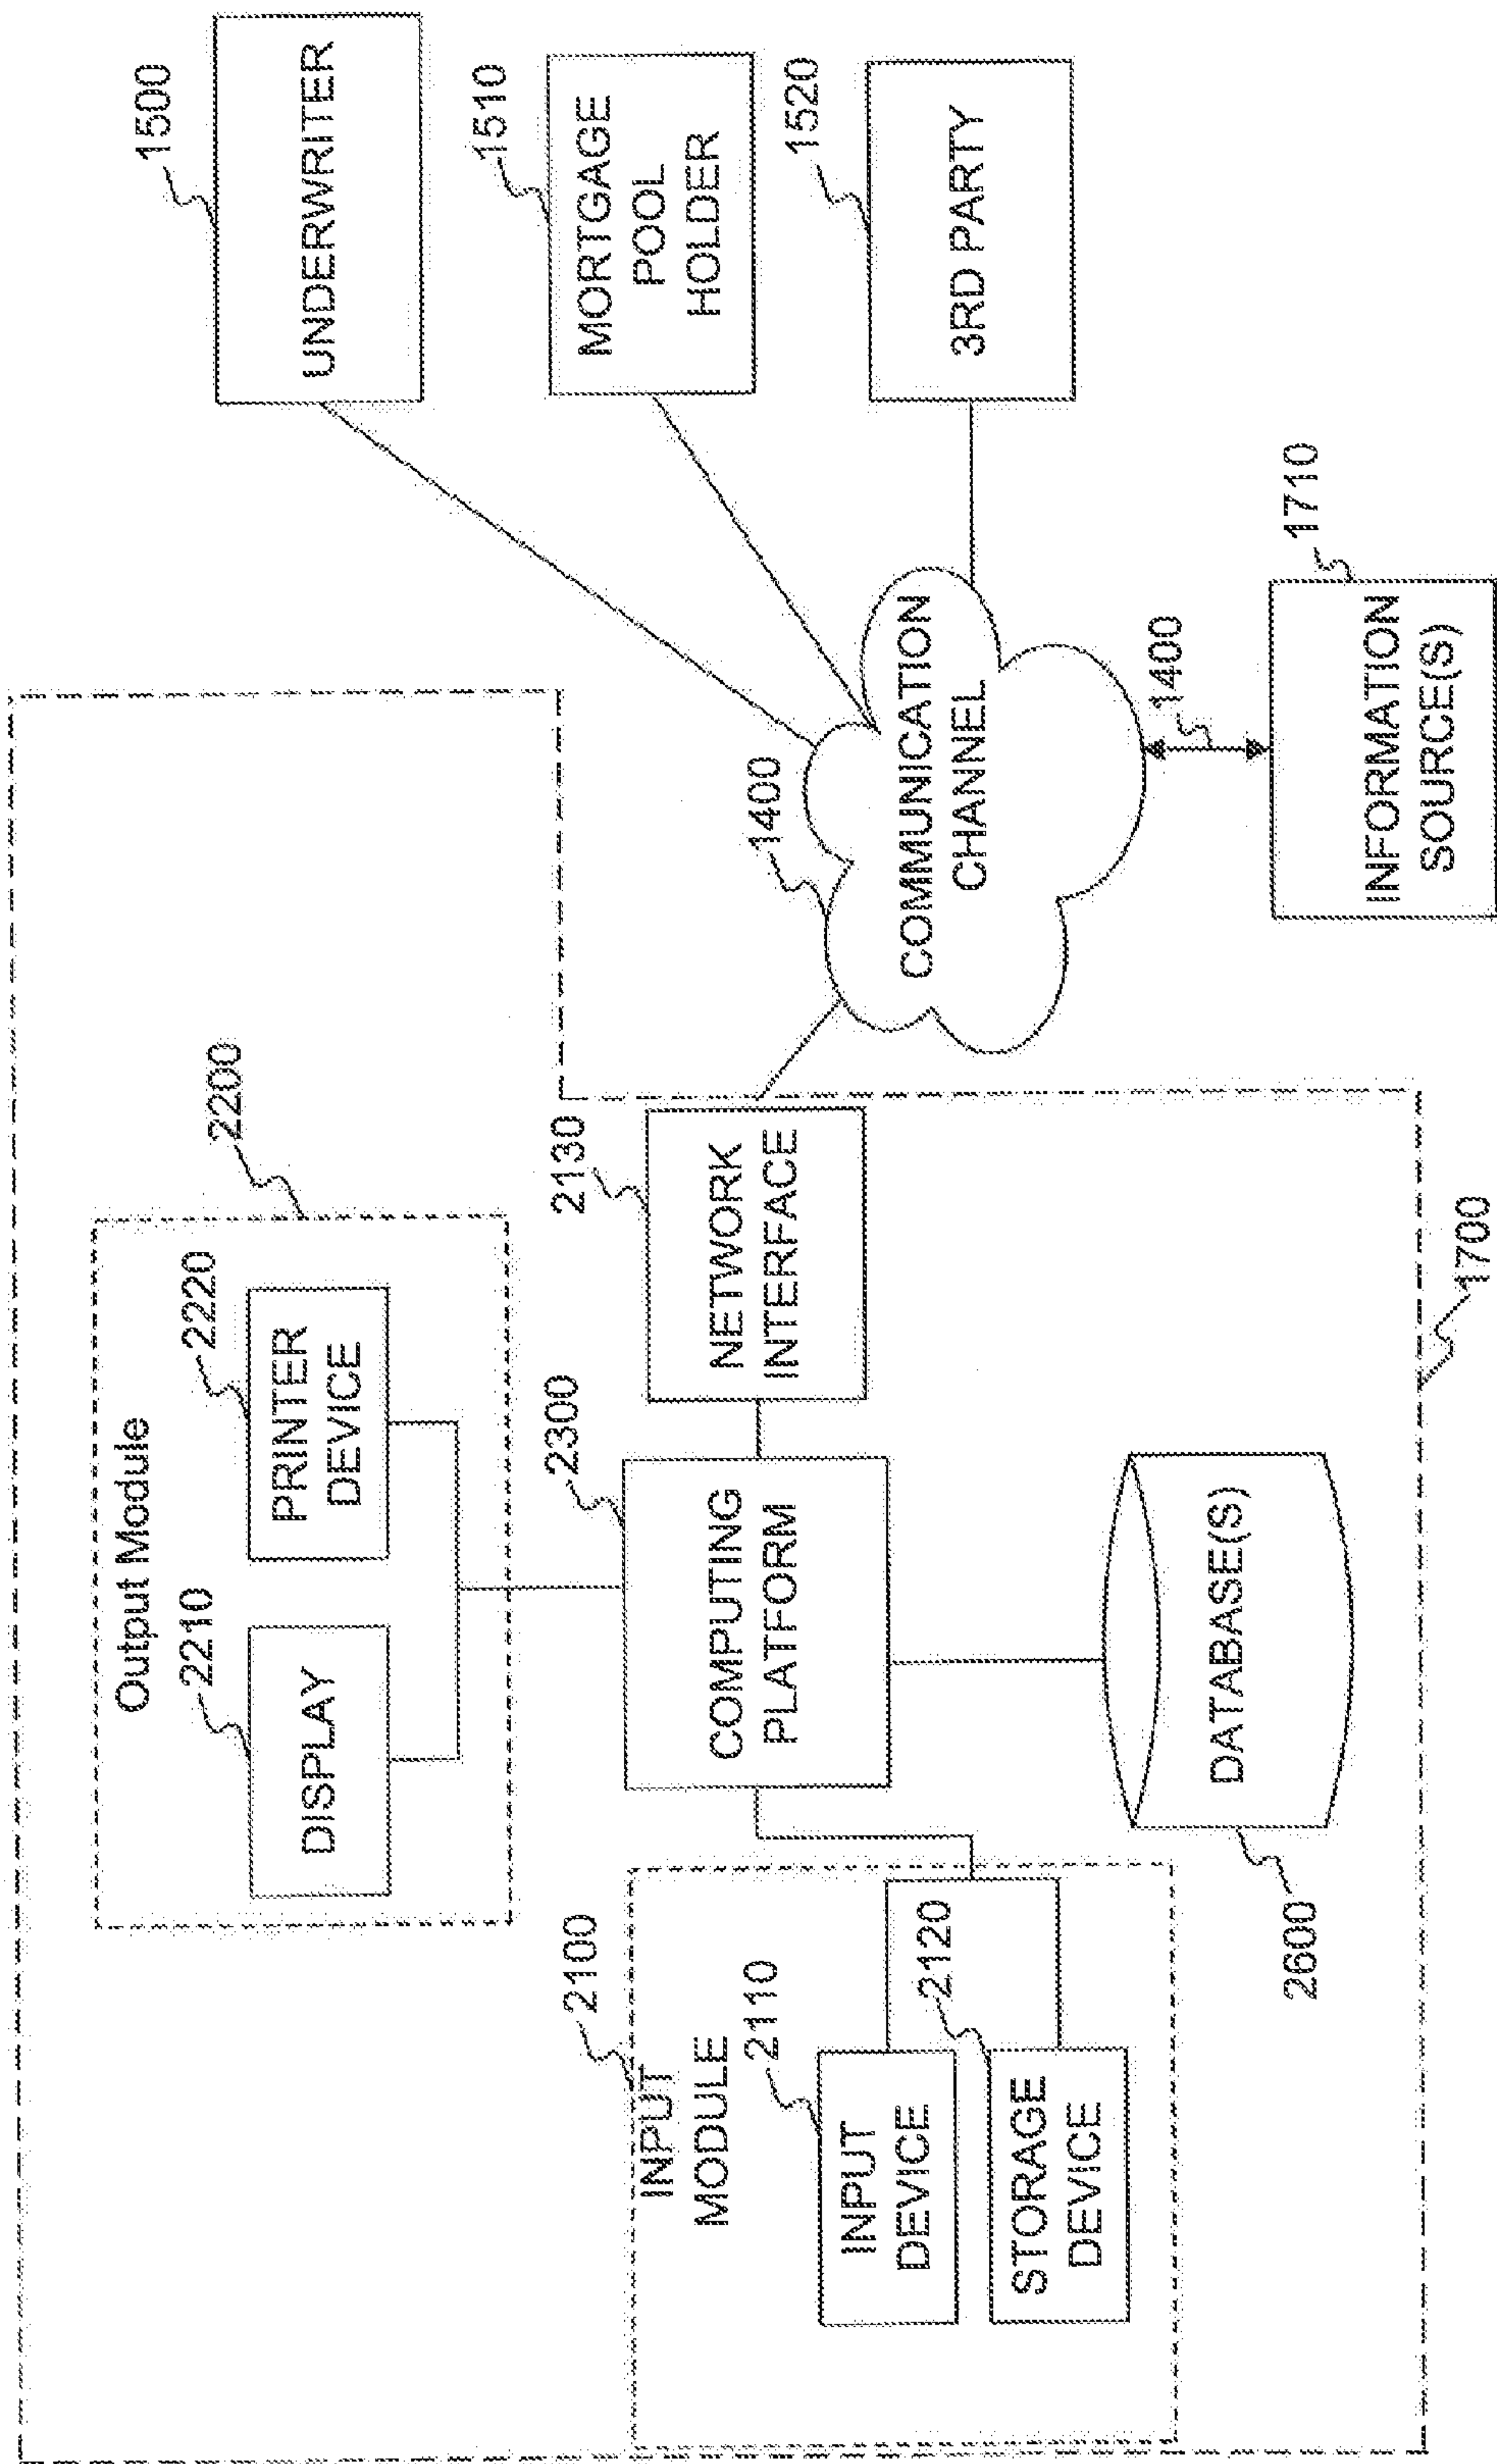 Output Module
2200
2210
2220
DISPLAY
PRINTER
DEVICE
1500
UNDERWRITER
2100
INPUT
MODULE
2110
INPUT
DEVICE
2120
STORAGE
DEVICE
2300
COMPUTING
PLATFORM
2130
NETWORK
INTERFACE
1400
COMMUNICATION
CHANNEL
1510
MORTGAGE
POOL
HOLDER
1520
3RD PARTY
2600
DATABASE(S)
1700
1400
1710
INFORMATION
SOURCE(S)